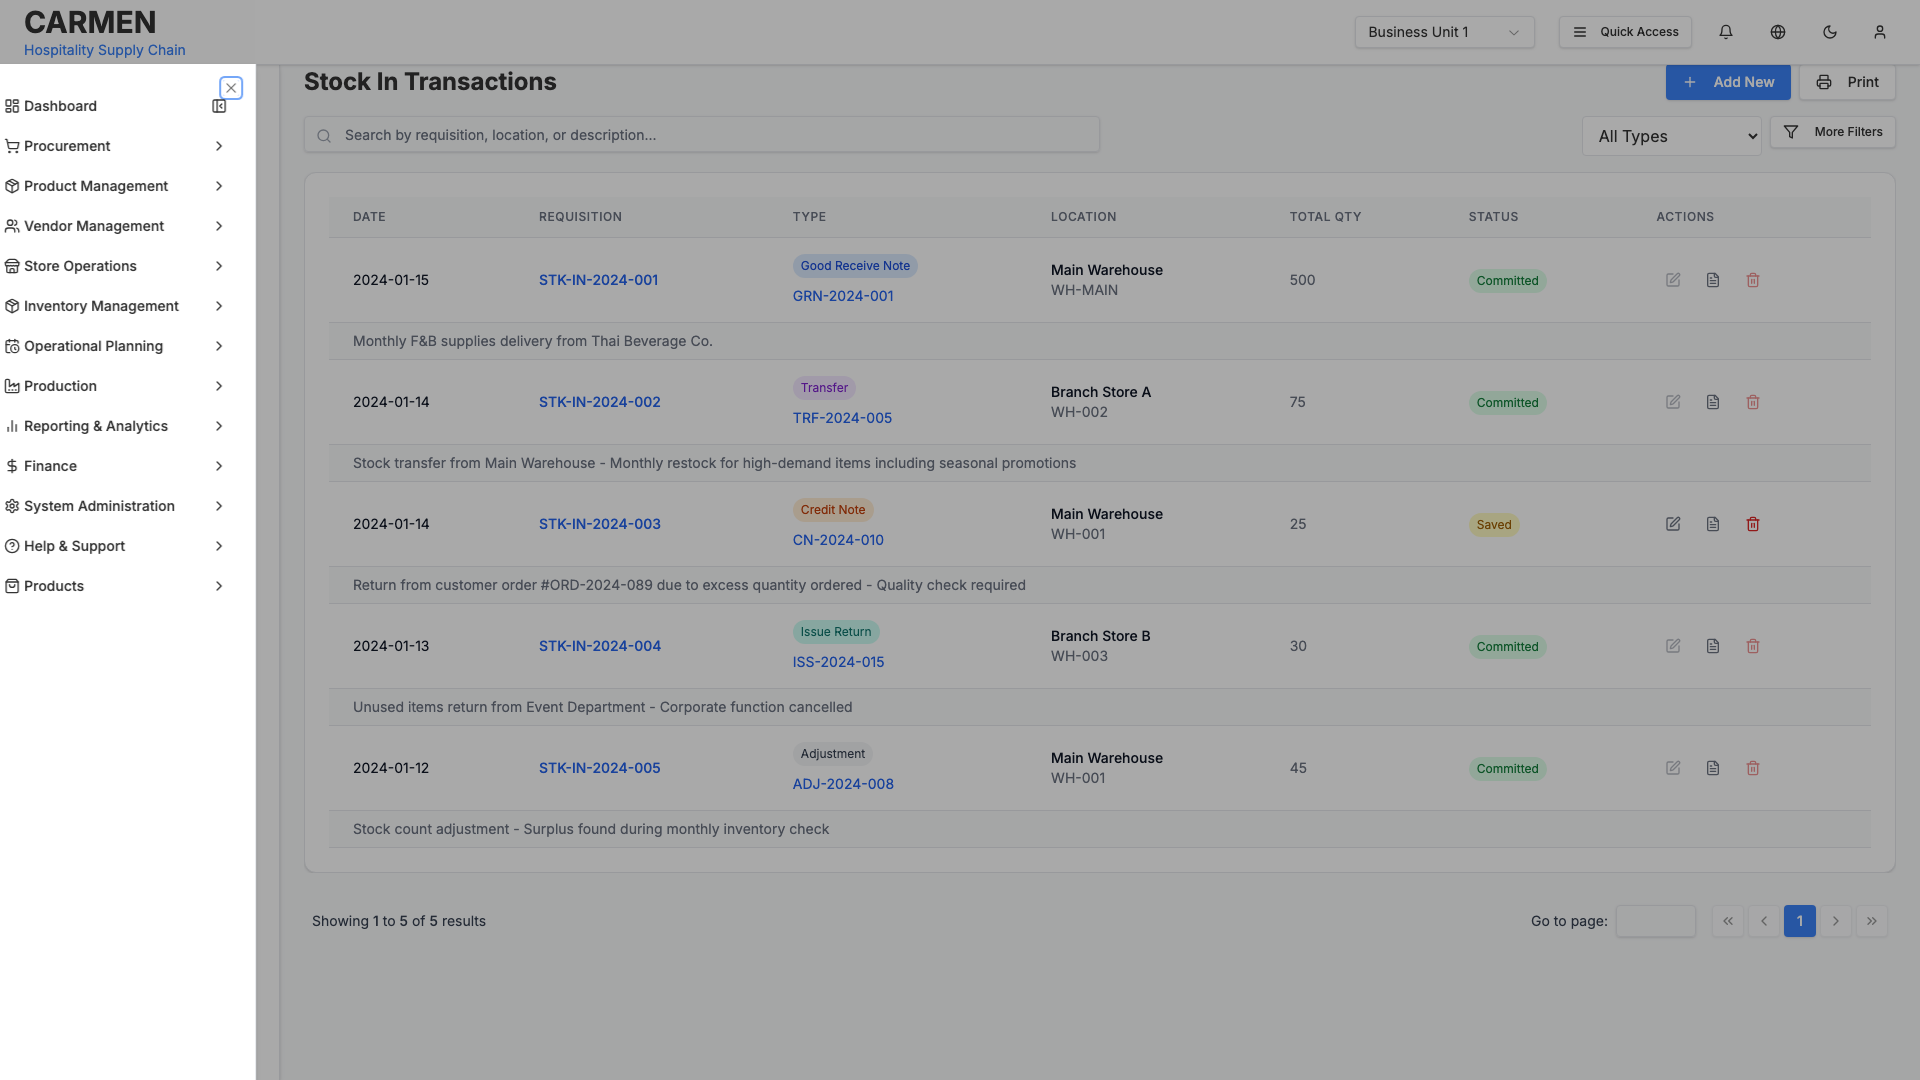 CARMEN
Hospitality Supply Chain
Business Unit 1
Quick Access
Dashboard
Procurement
Product Management
Vendor Management
Store Operations
Inventory Management
Operational Planning
Production
Reporting & Analytics
Finance
System Administration
Help & Support
Products
Stock In Transactions
Add New
Print
Search by requisition, location, or description...
All Types
More Filters
DATE REQUISITION TYPE LOCATION TOTAL QTY STATUS ACTIONS
2024-01-15 STK-IN-2024-001 Good Receive Note GRN-2024-001 Main Warehouse WH-MAIN 500 Committed
Monthly F&B supplies delivery from Thai Beverage Co.
2024-01-14 STK-IN-2024-002 Transfer TRF-2024-005 Branch Store A WH-002 75 Committed
Stock transfer from Main Warehouse - Monthly restock for high-demand items including seasonal promotions
2024-01-14 STK-IN-2024-003 Credit Note CN-2024-010 Main Warehouse WH-001 25 Saved
Return from customer order #ORD-2024-089 due to excess quantity ordered - Quality check required
2024-01-13 STK-IN-2024-004 Issue Return ISS-2024-015 Branch Store B WH-003 30 Committed
Unused items return from Event Department - Corporate function cancelled
2024-01-12 STK-IN-2024-005 Adjustment ADJ-2024-008 Main Warehouse WH-001 45 Committed
Stock count adjustment - Surplus found during monthly inventory check
Showing 1 to 5 of 5 results
Go to page:
1